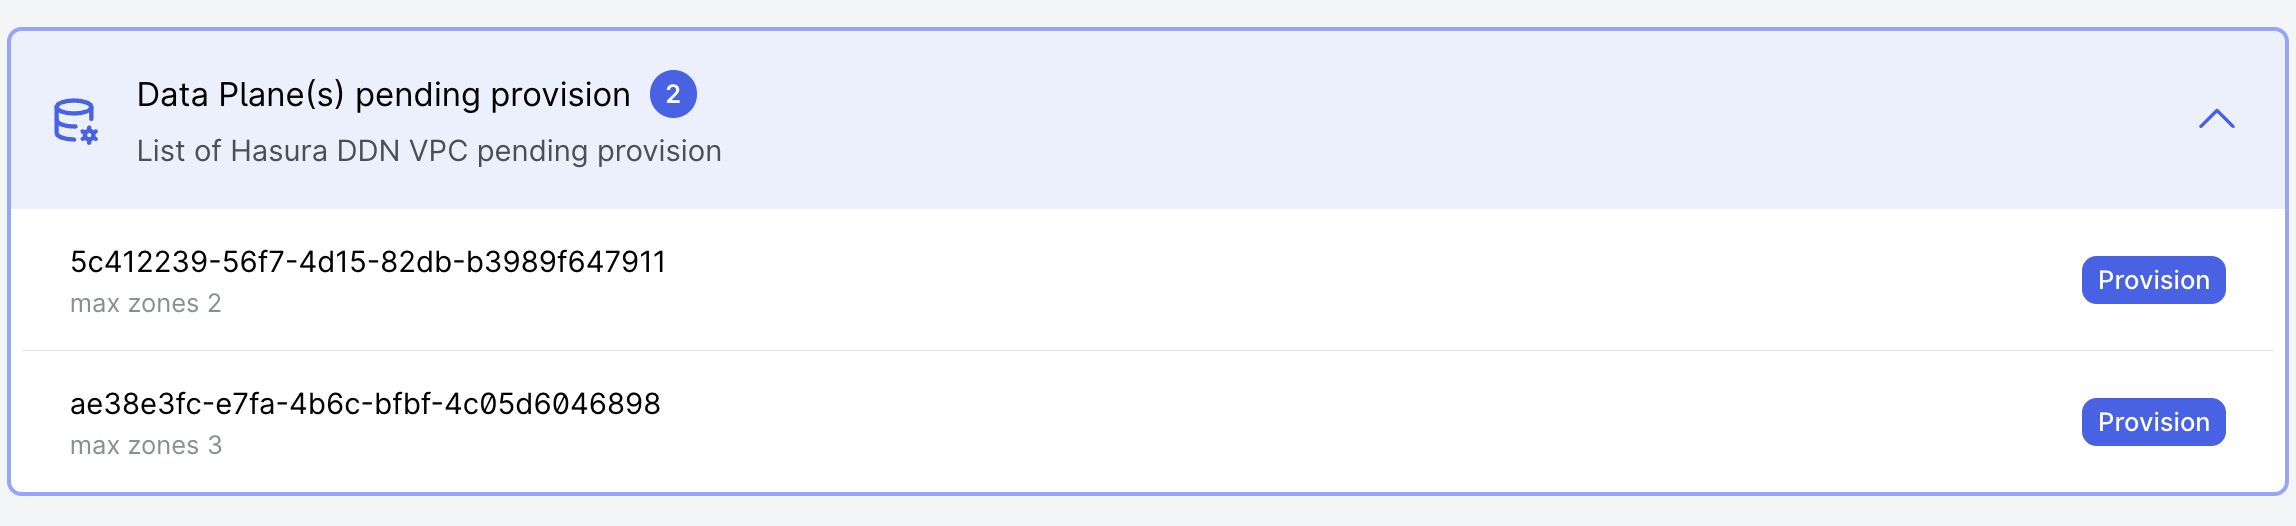 Data Plane(s) pending provision 2
List of Hasura DDN VPC pending provision
5c412239-56f7-4d15-82db-b3989f647911
max zones 2
Provision
ae38e3fc-e7fa-4b6c-bfbf-4c05d6046898
max zones 3
Provision